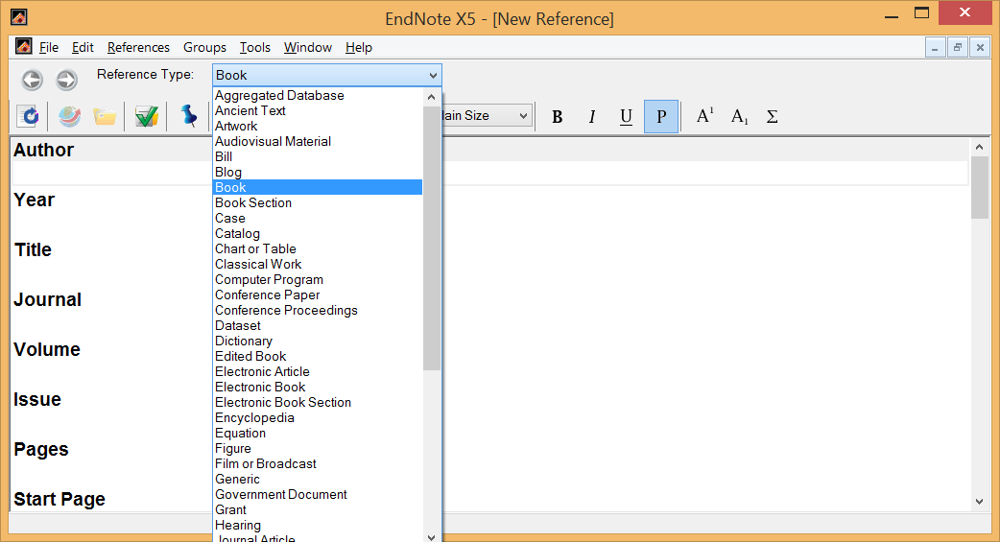 EndNote X5 - [New Reference]
File Edit References Groups Tools Window Help
Reference Type: Book
Aggregated Database
Ancient Text
Artwork
Audiovisual Material
Bill
Blog
Book
Book Section
Case
Catalog
Chart or Table
Classical Work
Computer Program
Conference Paper
Conference Proceedings
Dataset
Dictionary
Edited Book
Electronic Article
Electronic Book
Electronic Book Section
Encyclopedia
Equation
Figure
Film or Broadcast
Generic
Government Document
Grant
Hearing
Journal Article
lain Size B I U P A¹ A₁ Σ
Author
Year
Title
Journal
Volume
Issue
Pages
Start Page